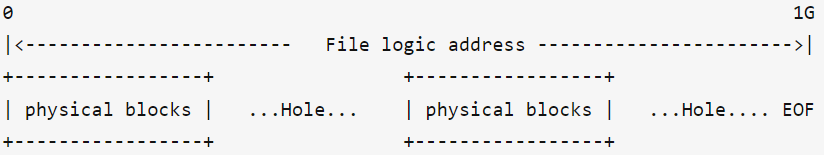 0                                                                      1G
|<------------------------   File logic address ----------------------->|
+-----------------+                 +-----------------+
| physical blocks |   ...Hole...    | physical blocks |   ...Hole.... EOF
+-----------------+                 +-----------------+